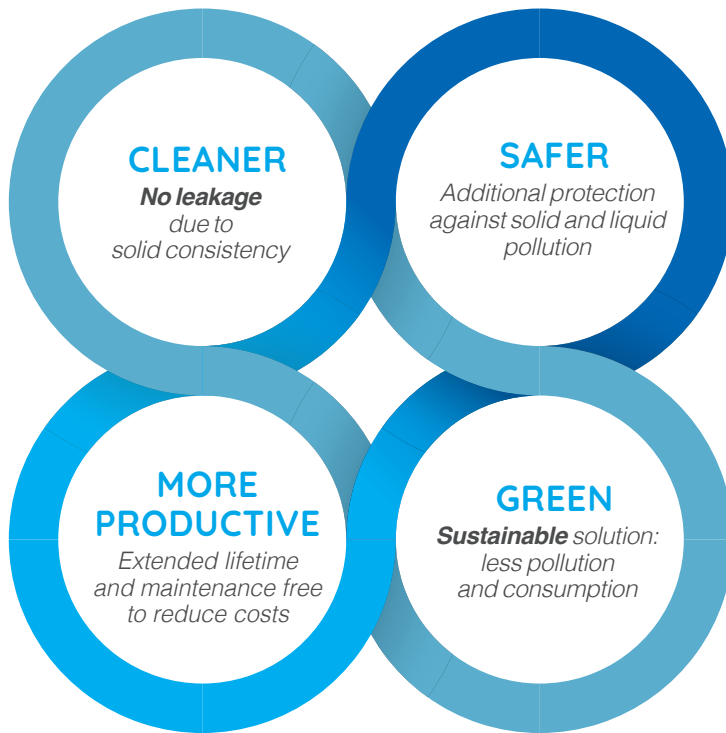 CLEANER
No leakage
due to
solid consistency
SAFER
Additional protection
against solid and liquid
pollution
MORE
PRODUCTIVE
Extended lifetime
and maintenance free
to reduce costs
GREEN
Sustainable solution:
less pollution
and consumption